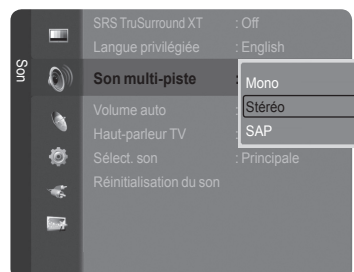 Son
SRS TruSurround XT : Off
Langue privilégiée : English
Son multi-piste :
Mono
Stéréo
SAP
Volume auto :
Haut-parleur TV :
Sélect. son : Principale
Réinitialisation du son